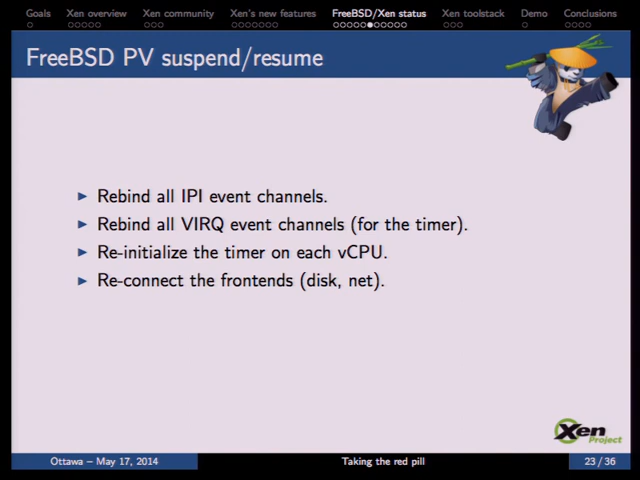 Goals Xen overview Xen community Xen's new features FreeBSD/Xen status Xen toolstack Demo Conclusions
FreeBSD PV suspend/resume
Rebind all IPI event channels.
Rebind all VIRQ event channels (for the timer).
Re-initialize the timer on each vCPU.
Re-connect the frontends (disk, net).
Xen
Project
Ottawa – May 17, 2014 Taking the red pill 23 / 36